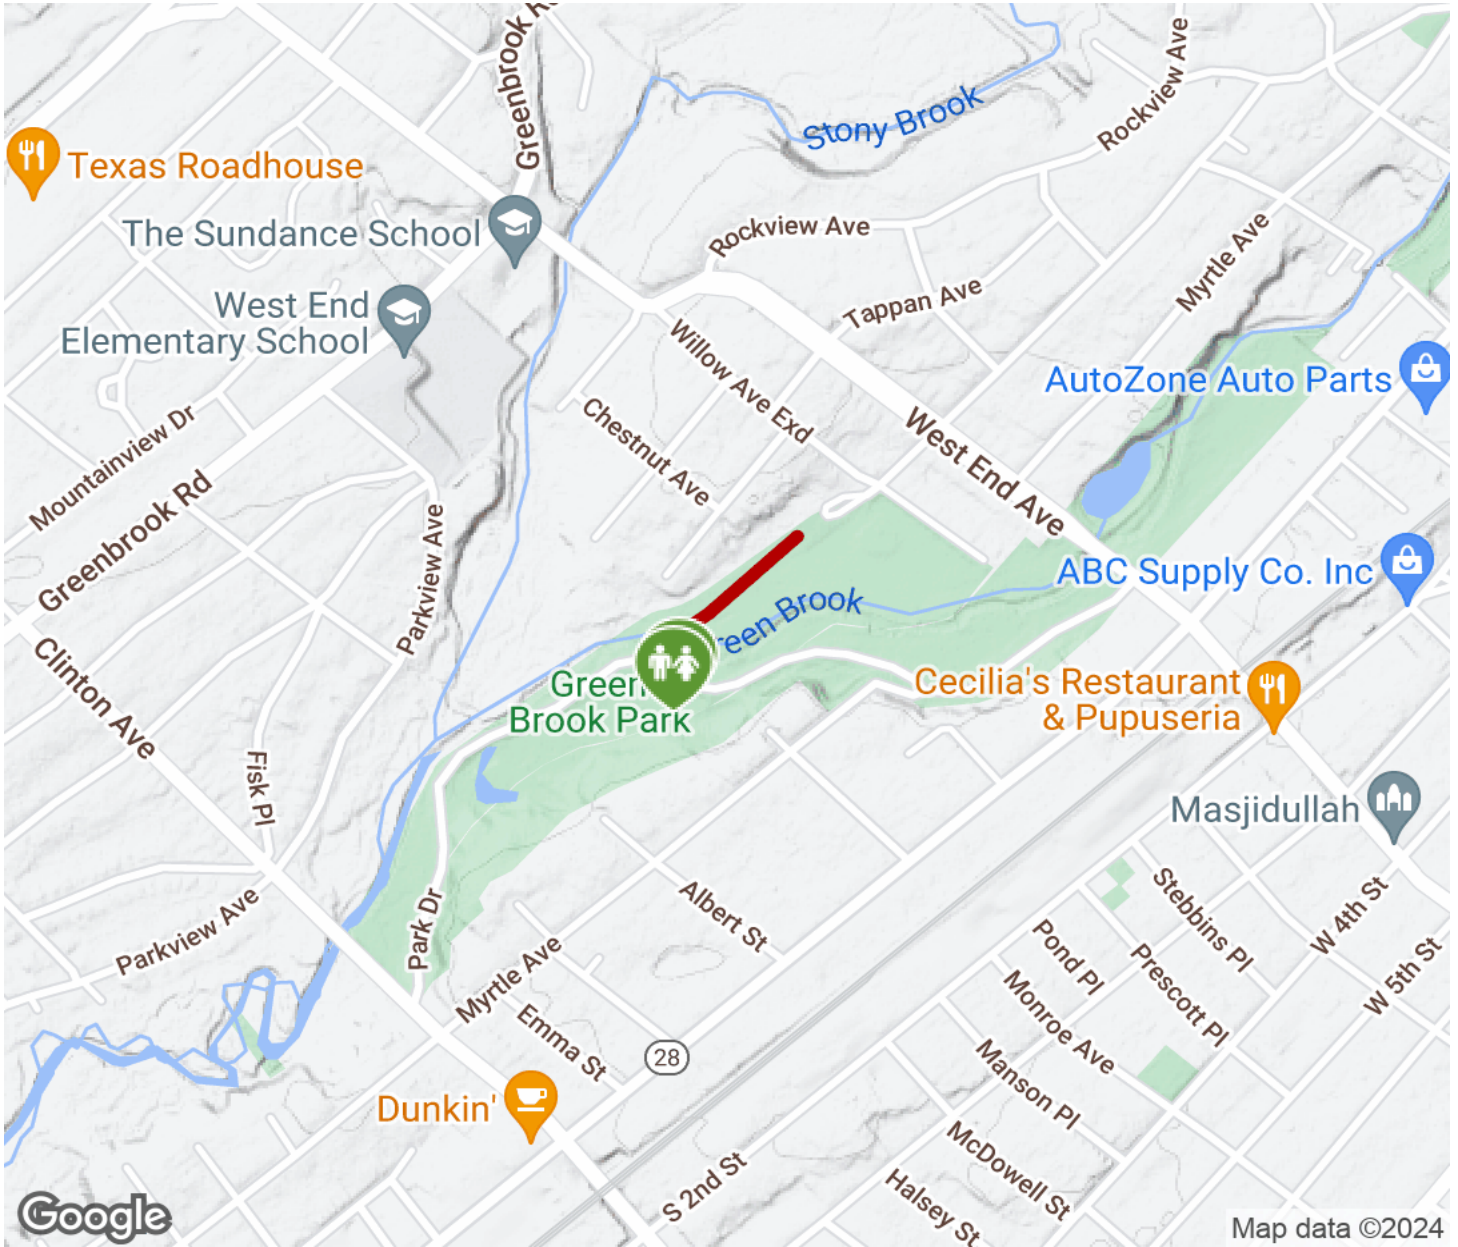 Greenbrook Rd
Stony Brook
Rockview Ave
Texas Roadhouse
The Sundance School
Rockview Ave
Myrtle Ave
West End
Elementary School
Tappan Ave
Willow Ave Exd
AutoZone Auto Parts
Chestnut Ave
West End Ave
Mountainview Dr
Greenbrook Rd
Parkview Ave
ABC Supply Co. Inc
reen Brook
Green
Brook Park
Cecilia's Restaurant
& Pupuseria
Clinton Ave
Fisk Pl
Masjidullah
Albert St
Stebbins Pl
W 4th St
Park Dr
Parkview Ave
Myrtle Ave
Pond Pl
Prescott Pl
W 5th St
Monroe Ave
Emma St
28
Manson Pl
Dunkin'
McDowell St
S 2nd St
Halsey St
Google
Map data ©2024